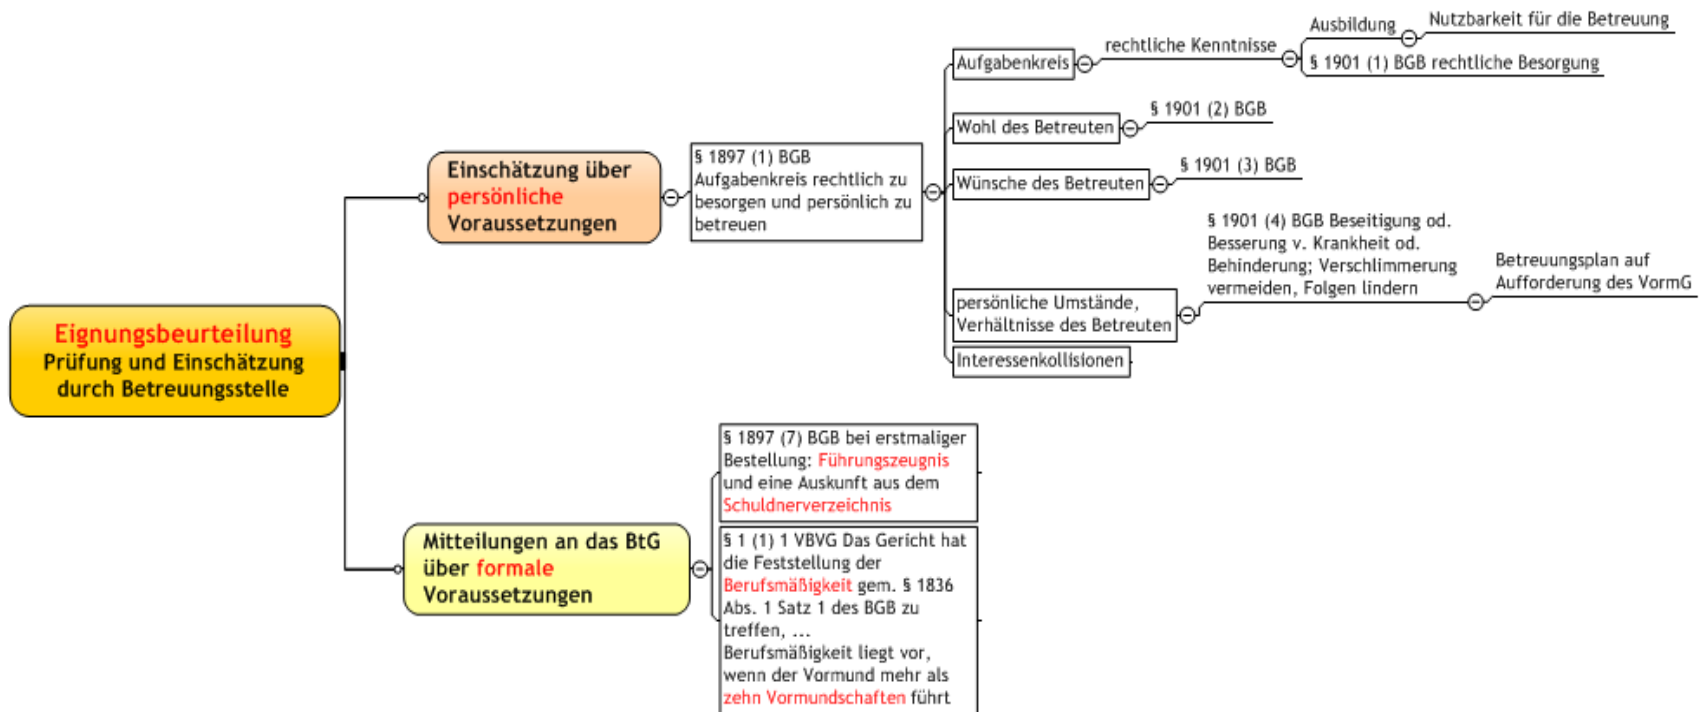 Eignungsbeurteilung
Prüfung und Einschätzung
durch Betreuungsstelle
Einschätzung über
persönliche
Voraussetzungen
§ 1897 (1) BGB
Aufgabenkreis rechtlich zu
besorgen und persönlich zu
betreuen
Aufgabenkreis
rechtliche Kenntnisse
Ausbildung
Nutzbarkeit für die Betreuung
§ 1901 (1) BGB rechtliche Besorgung
Wohl des Betreuten
§ 1901 (2) BGB
Wünsche des Betreuten
§ 1901 (3) BGB
persönliche Umstände,
Verhältnisse des Betreuten
§ 1901 (4) BGB Beseitigung od.
Besserung v. Krankheit od.
Behinderung; Verschlimmerung
vermeiden, Folgen lindern
Betreuungsplan auf
Aufforderung des VormG
Interessenkollisionen
Mitteilungen an das BtG
über formale
Voraussetzungen
§ 1897 (7) BGB bei erstmaliger
Bestellung: Führungszeugnis
und eine Auskunft aus dem
Schuldnerverzeichnis
§ 1 (1) 1 VBVG Das Gericht hat
die Feststellung der
Berufsmäßigkeit gem. § 1836
Abs. 1 Satz 1 des BGB zu
treffen, ...
Berufsmäßigkeit liegt vor,
wenn der Vormund mehr als
zehn Vormundschaften führt